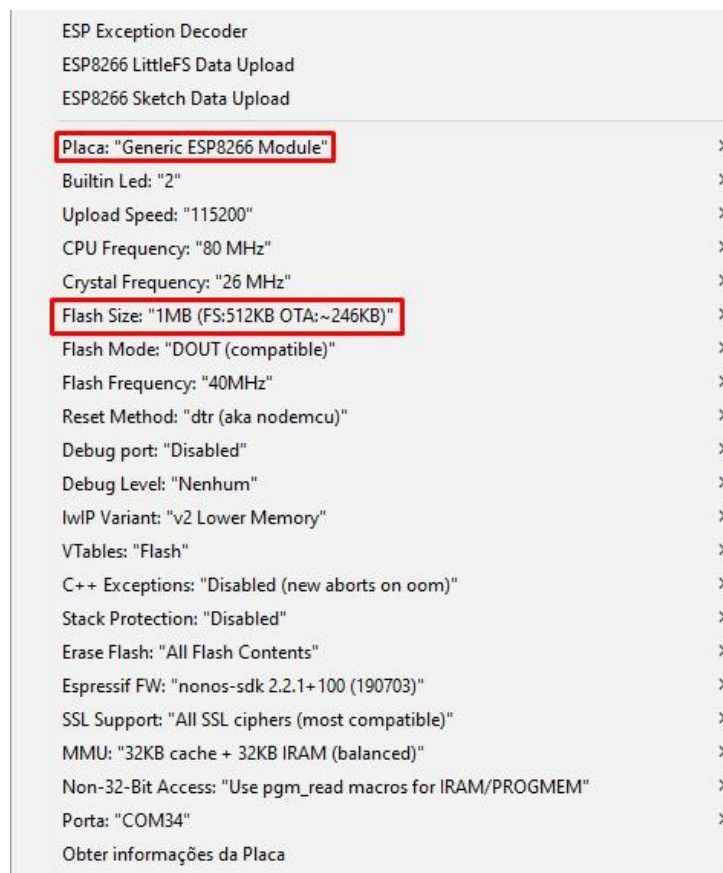 ESP Exception Decoder
ESP8266 LittleFS Data Upload
ESP8266 Sketch Data Upload
Placa: "Generic ESP8266 Module"
Builtin Led: "2"
Upload Speed: "115200"
CPU Frequency: "80 MHz"
Crystal Frequency: "26 MHz"
Flash Size: "1MB (FS:512KB OTA:~246KB)"
Flash Mode: "DOUT (compatible)"
Flash Frequency: "40MHz"
Reset Method: "dtr (aka nodemcu)"
Debug port: "Disabled"
Debug Level: "Nenhum"
lwIP Variant: "v2 Lower Memory"
VTables: "Flash"
C++ Exceptions: "Disabled (new aborts on oom)"
Stack Protection: "Disabled"
Erase Flash: "All Flash Contents"
Espressif FW: "nonos-sdk 2.2.1+100 (190703)"
SSL Support: "All SSL ciphers (most compatible)"
MMU: "32KB cache + 32KB IRAM (balanced)"
Non-32-Bit Access: "Use pgm_read macros for IRAM/PROGMEM"
Porta: "COM34"
Obter informações da Placa